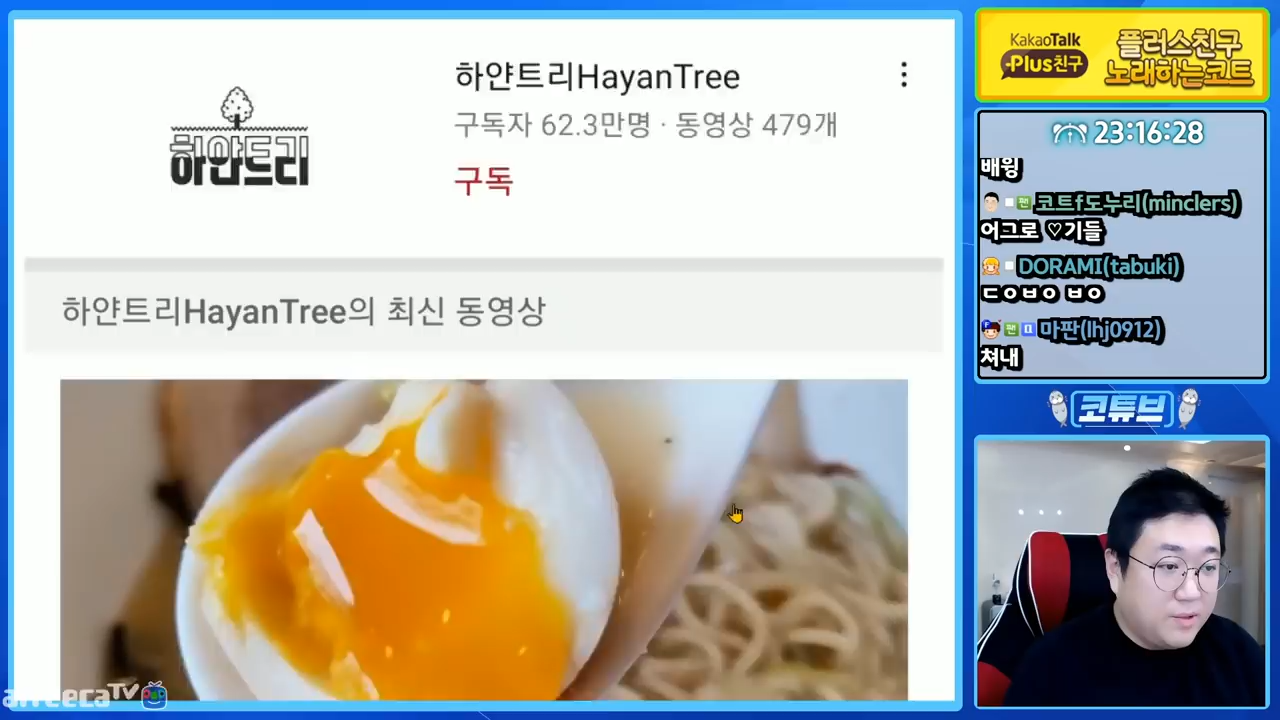 하얀트리
하얀트리HayanTree
구독자 62.3만명 · 동영상 479개
구독
하얀트리HayanTree의 최신 동영상
KakaoTalk
Plus친구
플러스친구
노래하는코트
23:16:28
배윙
팬 코트f도누리(minclers)
어그로 ♡기들
DORAMI(tabuki)
ㄷㅇㅂㅇ ㅂㅇ
팬 마판(lhj0912)
쳐내
코튜브
afreecaTV